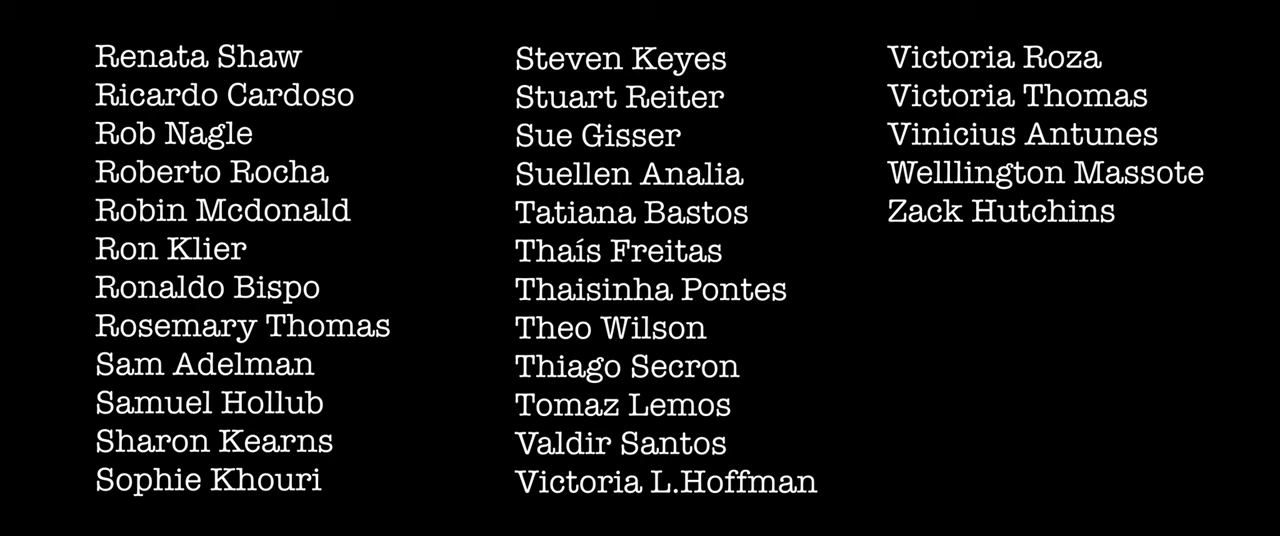 Renata Shaw
Ricardo Cardoso
Rob Nagle
Roberto Rocha
Robin Mcdonald
Ron Klier
Ronaldo Bispo
Rosemary Thomas
Sam Adelman
Samuel Hollub
Sharon Kearns
Sophie Khouri
Steven Keyes
Stuart Reiter
Sue Gisser
Suellen Analia
Tatiana Bastos
Thaís Freitas
Thaisinha Pontes
Theo Wilson
Thiago Secron
Tomaz Lemos
Valdir Santos
Victoria L.Hoffman
Victoria Roza
Victoria Thomas
Vinicius Antunes
Welllington Massote
Zack Hutchins